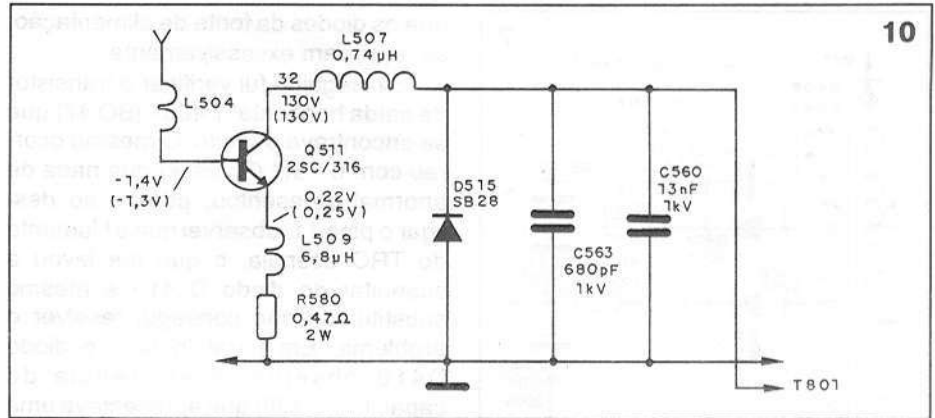 10
L507
0,74µH
32
130V
(130V)
L504
Q511
2SC/316
-1,4V
(-1,3V)
0,22V
(0,25V)
L509
6,8µH
R580
0,47Ω
2W
D515
SB28
C563
680pF
1kV
C560
13nF
1kV
T801